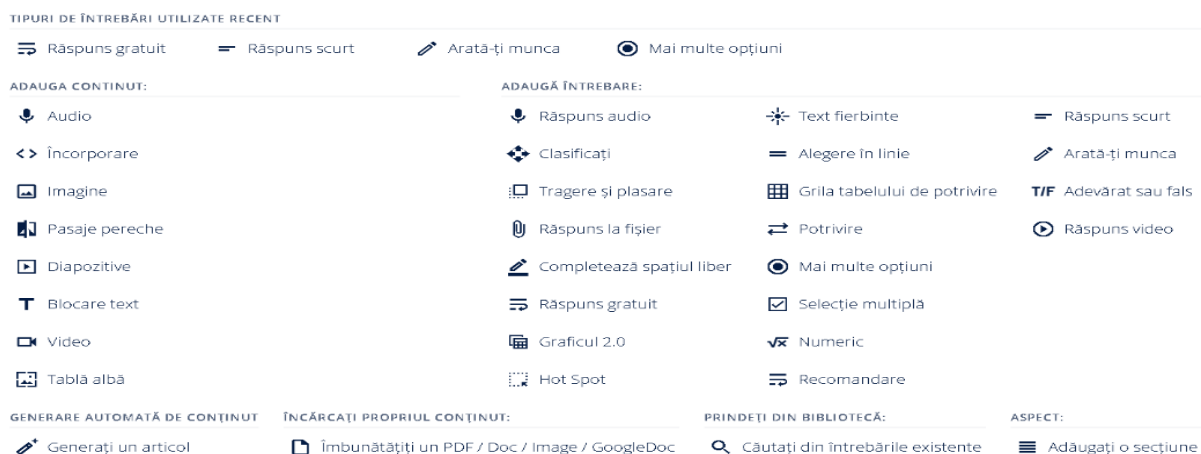 TIPURI DE ÎNTREBĂRI UTILIZATE RECENT
Răspuns gratuit
Răspuns scurt
Arată-ți munca
Mai multe opțiuni
ADAUGA CONTINUT:
Audio
Încorporare
Imagine
Pasaje pereche
Diapozitive
Blocare text
Video
Tablă albă
ADAUGĂ ÎNTREBARE:
Răspuns audio
Clasificați
Tragere și plasare
Răspuns la fișier
Completează spațiul liber
Răspuns gratuit
Graficul 2.0
Hot Spot
Text fierbinte
Alegere în linie
Grila tabelului de potrivire
Potrivire
Mai multe opțiuni
Selecție multiplă
Numeric
Recomandare
Răspuns scurt
Arată-ți munca
T/F Adevărat sau fals
Răspuns video
GENERARE AUTOMATĂ DE CONȚINUT
Generați un articol
ÎNCĂRCAȚI PROPRIUL CONȚINUT:
Îmbunătățiți un PDF / Doc / Image / GoogleDoc
PRINDEȚI DIN BIBLIOTECĂ:
Căutați din întrebările existente
ASPECT:
Adăugați o secțiune